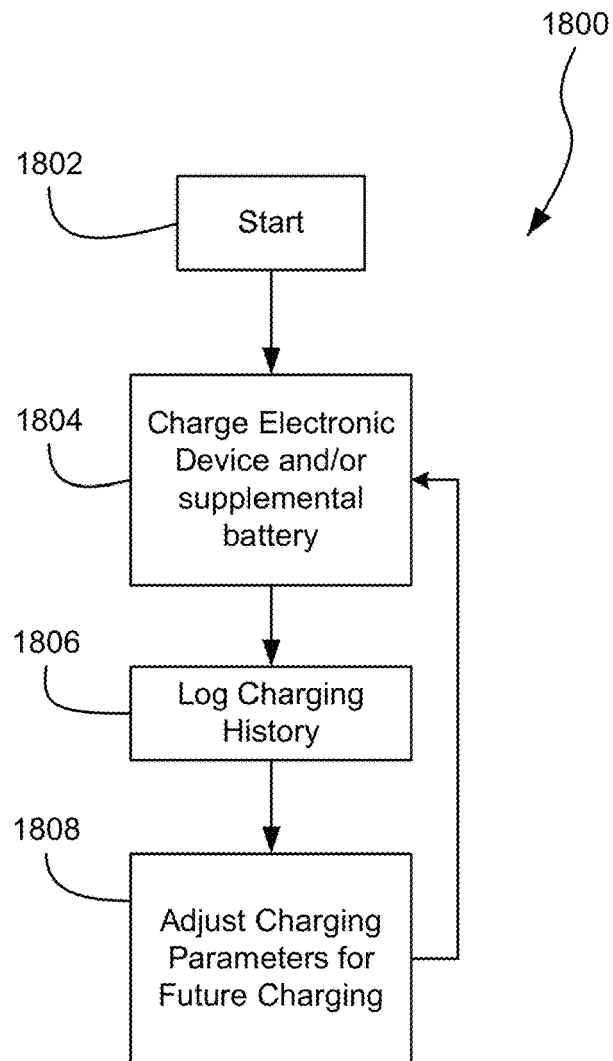 1800
1802
Start
1804
Charge Electronic
Device and/or
supplemental
battery
1806
Log Charging
History
1808
Adjust Charging
Parameters for
Future Charging